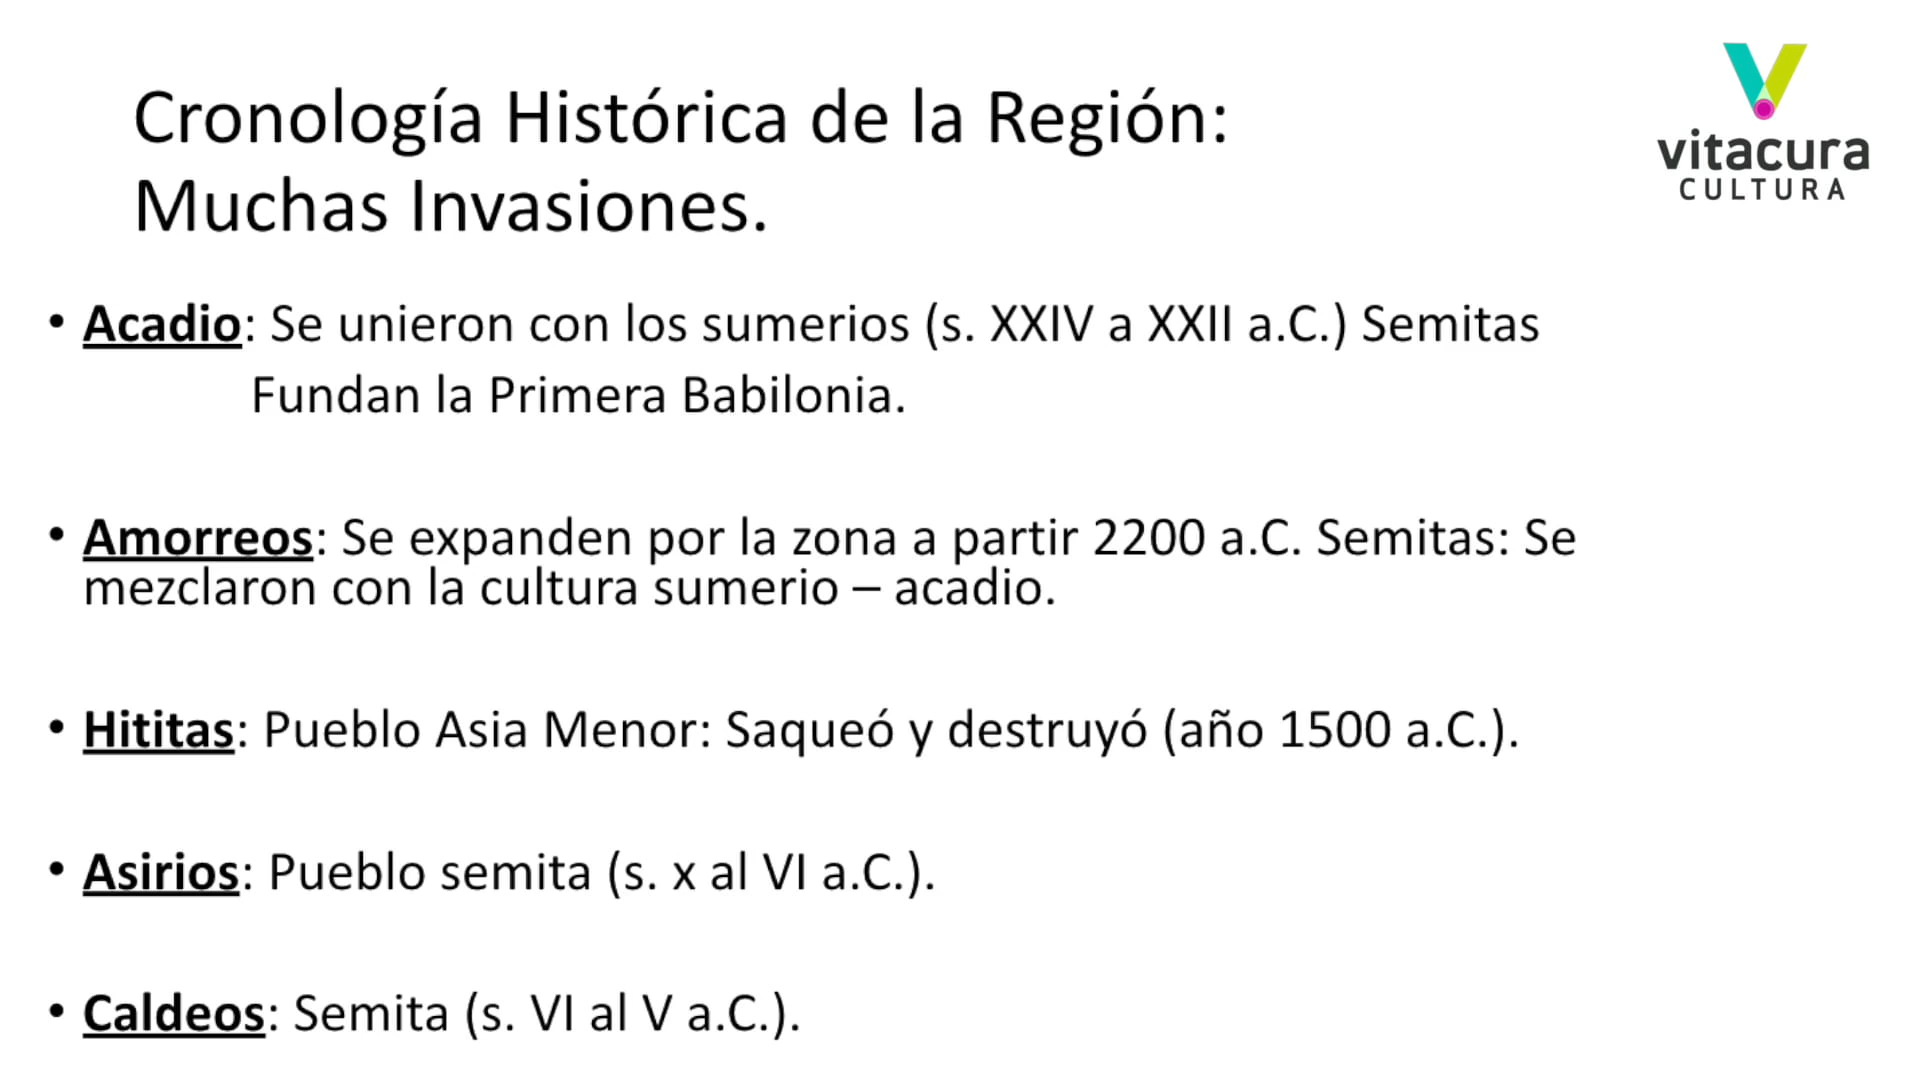 Cronología Histórica de la Región:
Muchas Invasiones.
vitacura
CULTURA
• Acadio: Se unieron con los sumerios (s. XXIV a XXII a.C.) Semitas
Fundan la Primera Babilonia.
• Amorreos: Se expanden por la zona a partir 2200 a.C. Semitas: Se
mezclaron con la cultura sumerio – acadio.
• Hititas: Pueblo Asia Menor: Saqueó y destruyó (año 1500 a.C.).
• Asirios: Pueblo semita (s. x al VI a.C.).
• Caldeos: Semita (s. VI al V a.C.).